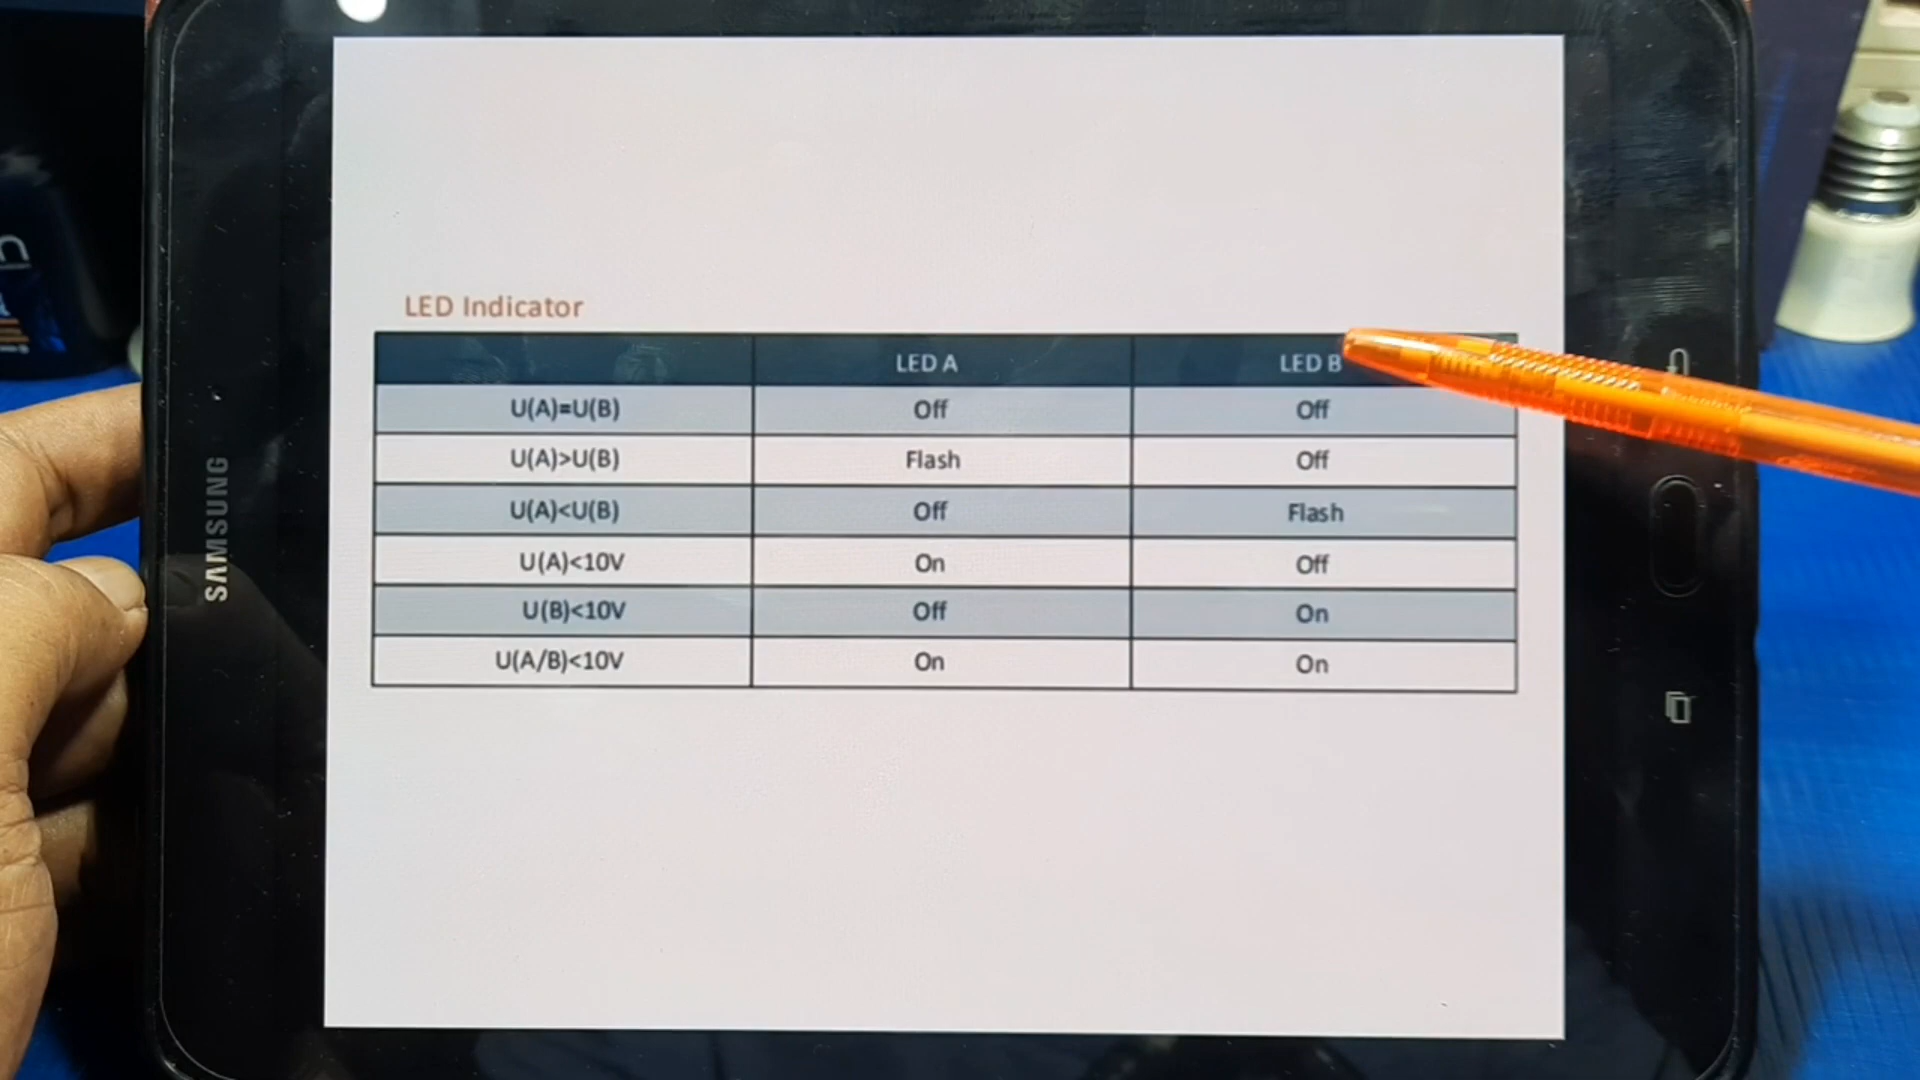 LED Indicator
LED A LED B
U(A)=U(B) Off Off
U(A)>U(B) Flash Off
U(A)<U(B) Off Flash
U(A)<10V On Off
U(B)<10V Off On
U(A/B)<10V On On
SAMSUNG